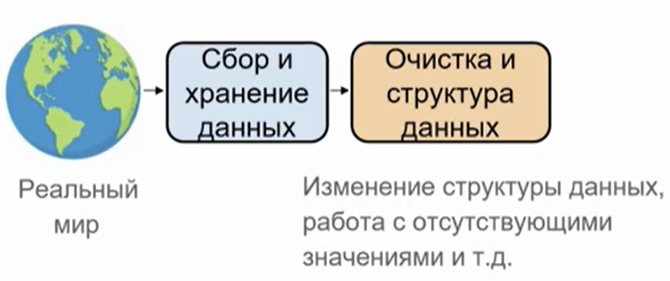 Сбор и
хранение
данных
Очистка и
структура
данных
Реальный
мир
Изменение структуры данных,
работа с отсутствующими
значениями и т.д.